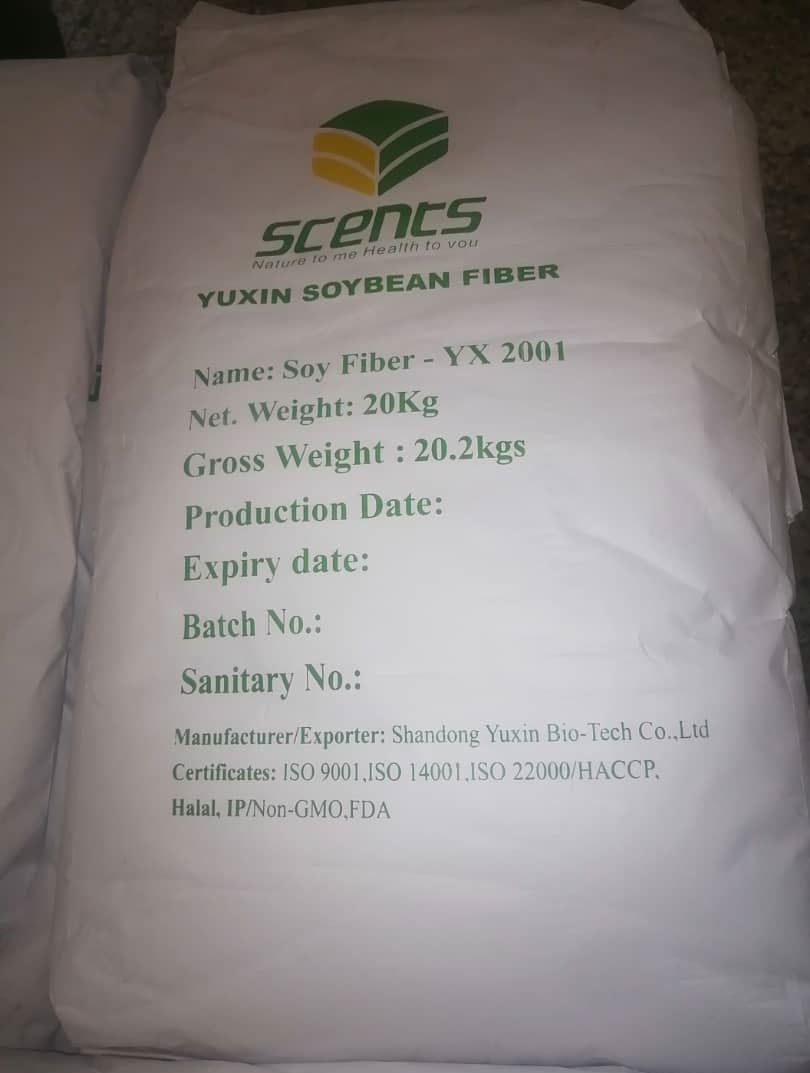 scents
Nature to me Health to you
YUXIN SOYBEAN FIBER
Name: Soy Fiber - YX 2001
Net. Weight: 20Kg
Gross Weight : 20.2kgs
Production Date:
Expiry date:
Batch No.:
Sanitary No.:
Manufacturer/Exporter: Shandong Yuxin Bio-Tech Co.,Ltd
Certificates: ISO 9001,ISO 14001,ISO 22000/HACCP,
Halal, IP/Non-GMO,FDA